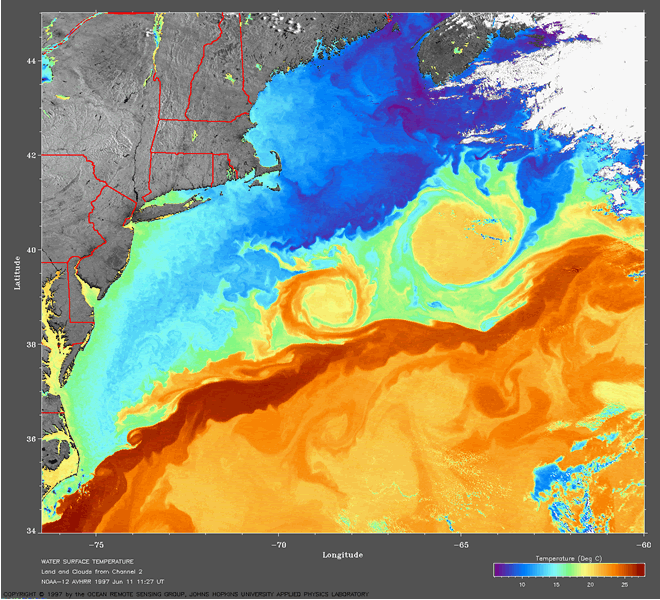 44
42
40
38
36
34
Latitude
−75
−70
−65
−60
Longitude
WATER SURFACE TEMPERATURE
Land and Clouds from Channel 2
NOAA−12 AVHRR 1997 Jun 11 11:27 UT
Temperature (Deg C)
10
15
20
25
COPYRIGHT © 1997 by the OCEAN REMOTE SENSING GROUP, JOHNS HOPKINS UNIVERSITY APPLIED PHYSICS LABORATORY